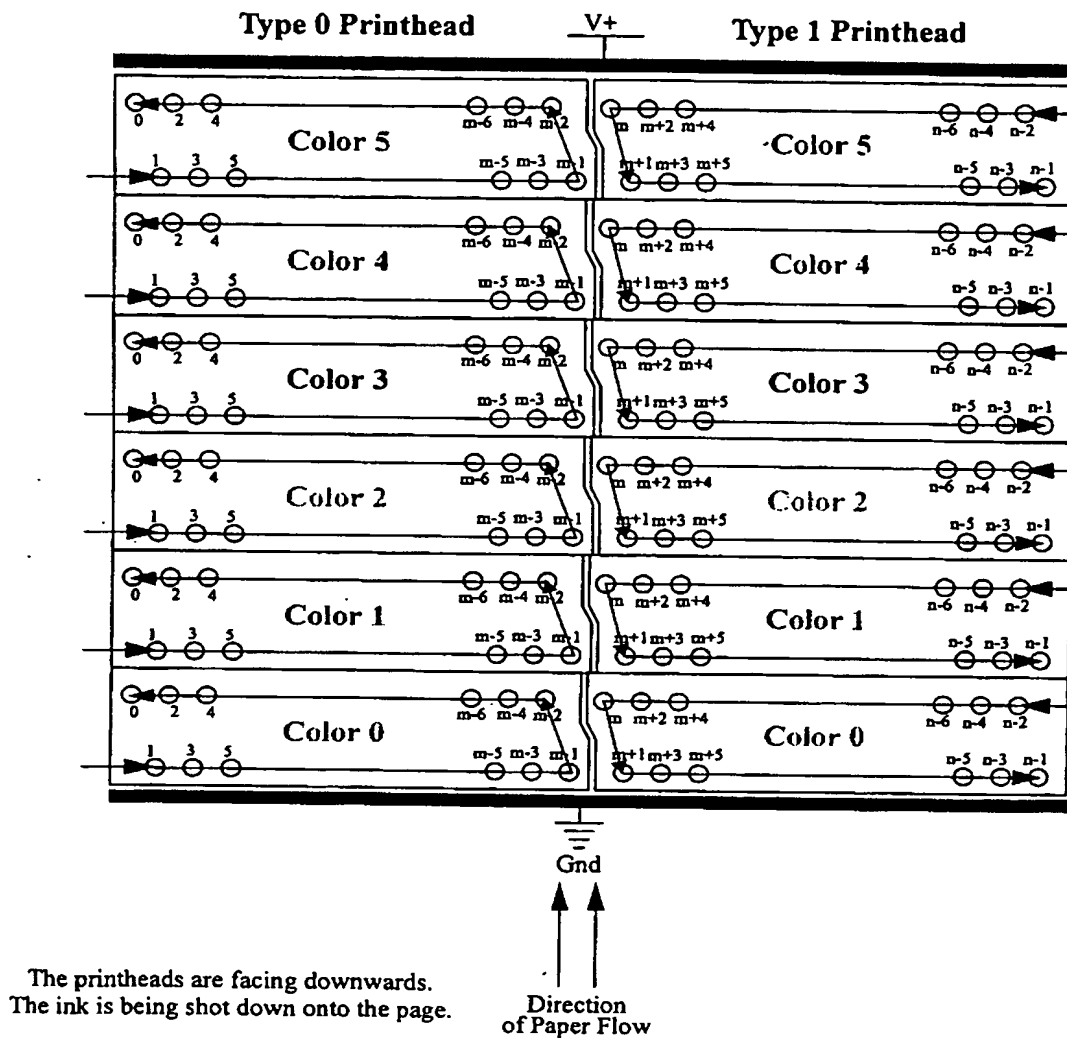 Type 0 Printhead V+ Type 1 Printhead
0 2 4 m-6 m-4 m-2 m m+2 m+4 n-6 n-4 n-2
Color 5 Color 5
1 3 5 m-5 m-3 m-1 m+1 m+3 m+5 n-5 n-3 n-1
0 2 4 m-6 m-4 m-2 m m+2 m+4 n-6 n-4 n-2
Color 4 Color 4
1 3 5 m-5 m-3 m-1 m+1 m+3 m+5 n-5 n-3 n-1
0 2 4 m-6 m-4 m-2 m m+2 m+4 n-6 n-4 n-2
Color 3 Color 3
1 3 5 m-5 m-3 m-1 m+1 m+3 m+5 n-5 n-3 n-1
0 2 4 m-6 m-4 m-2 m m+2 m+4 n-6 n-4 n-2
Color 2 Color 2
1 3 5 m-5 m-3 m-1 m+1 m+3 m+5 n-5 n-3 n-1
0 2 4 m-6 m-4 m-2 m m+2 m+4 n-6 n-4 n-2
Color 1 Color 1
1 3 5 m-5 m-3 m-1 m+1 m+3 m+5 n-5 n-3 n-1
0 2 4 m-6 m-4 m-2 m m+2 m+4 n-6 n-4 n-2
Color 0 Color 0
1 3 5 m-5 m-3 m-1 m+1 m+3 m+5 n-5 n-3 n-1
Gnd
The printheads are facing downwards.
The ink is being shot down onto the page.
Direction
of Paper Flow